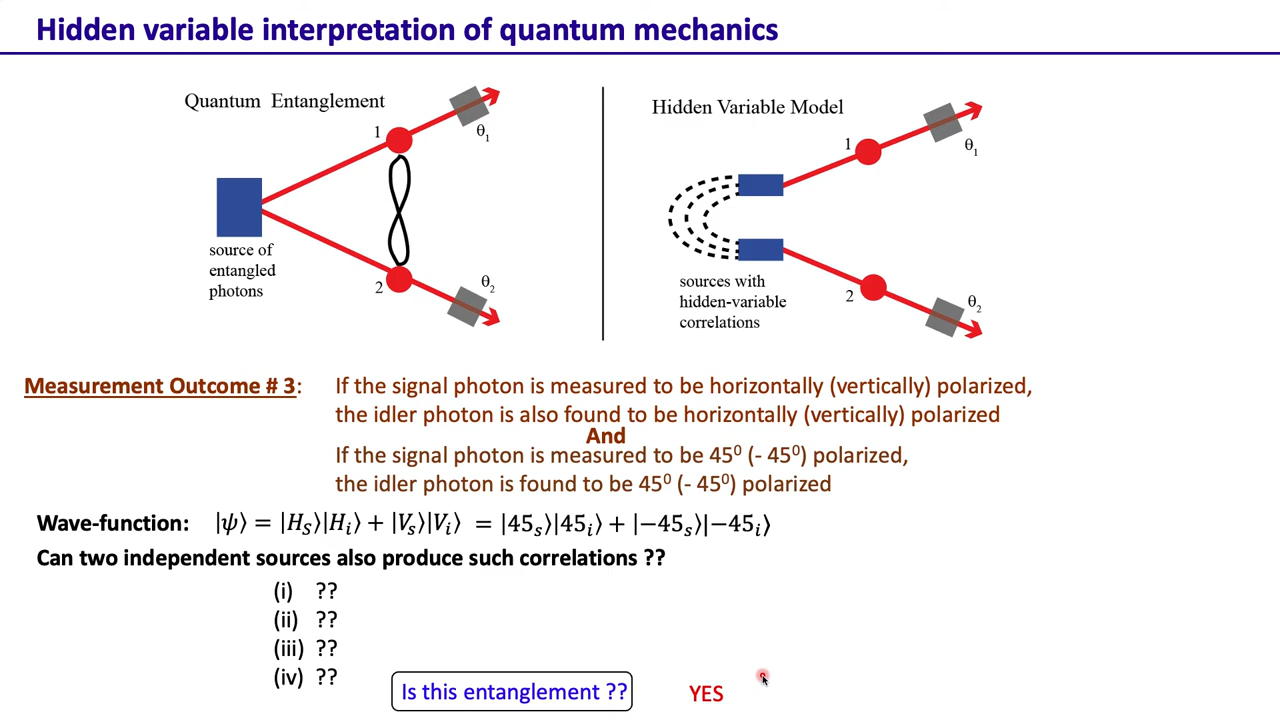 Hidden variable interpretation of quantum mechanics
Quantum Entanglement
1
θ₁
source of
entangled
photons
2
θ₂
Hidden Variable Model
1
θ₁
sources with
hidden-variable
correlations
2
θ₂
Measurement Outcome # 3:
If the signal photon is measured to be horizontally (vertically) polarized,
the idler photon is also found to be horizontally (vertically) polarized
And
If the signal photon is measured to be 45⁰ (- 45⁰) polarized,
the idler photon is found to be 45⁰ (- 45⁰) polarized
Wave-function: |ψ⟩ = |H_S⟩|H_i⟩ + |V_s⟩|V_i⟩ = |45_s⟩|45_i⟩ + |−45_s⟩|−45_i⟩
Can two independent sources also produce such correlations ??
(i) ??
(ii) ??
(iii) ??
(iv) ??
Is this entanglement ?? YES